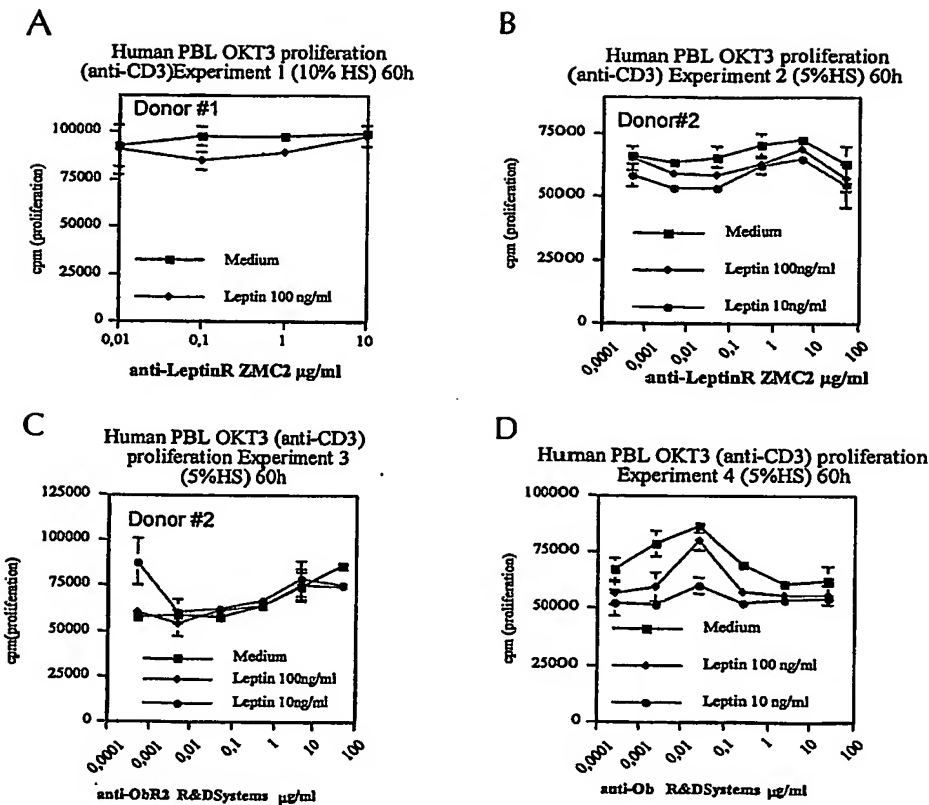 A
Human PBL OKT3 proliferation
(anti-CD3)Experiment 1 (10% HS) 60h
Donor #1
100000
75000
50000
25000
0
cpm (proliferation)
Medium
Leptin 100 ng/ml
0,01
0,1
1
10
anti-LeptinR ZMC2 µg/ml
B
Human PBL OKT3 proliferation
(anti-CD3) Experiment 2 (5%HS) 60h
Donor#2
75000
50000
25000
0
cpm (proliferation)
Medium
Leptin 100ng/ml
Leptin 10ng/ml
0,0001
0,001
0,01
0,1
1
10
100
anti-LeptinR ZMC2 µg/ml
C
Human PBL OKT3 (anti-CD3)
proliferation Experiment 3
(5%HS) 60h
Donor #2
125000
100000
75000
50000
25000
0
cpm(proliferation)
Medium
Leptin 100ng/ml
Leptin 10ng/ml
0,0001
0,001
0,01
0,1
1
10
100
anti-ObR2 R&DSystems µg/ml
D
Human PBL OKT3 (anti-CD3) proliferation
Experiment 4 (5%HS) 60h
100000
75000
50000
25000
0
cpm (proliferation)
Medium
Leptin 100 ng/ml
Leptin 10 ng/ml
0,0001
0,001
0,01
0,1
1
10
100
anti-Ob R&DSystems µg/ml